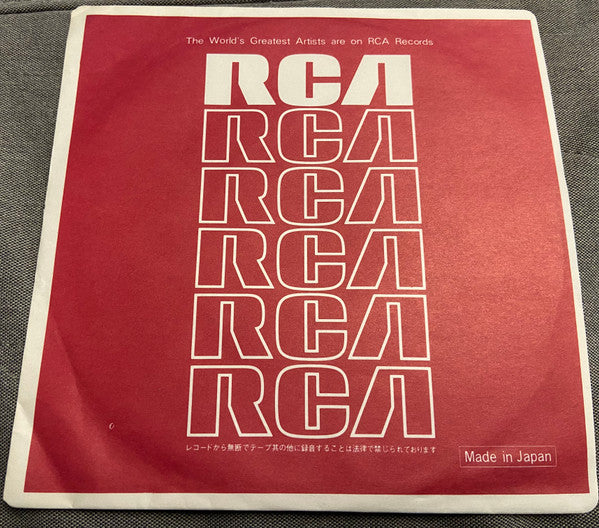 The World's Greatest Artists are on RCA Records
RCA
RCA
RCA
RCA
RCA
RCA
レコードから無断でテープ其の他に録音することは法律で禁じられております
Made in Japan